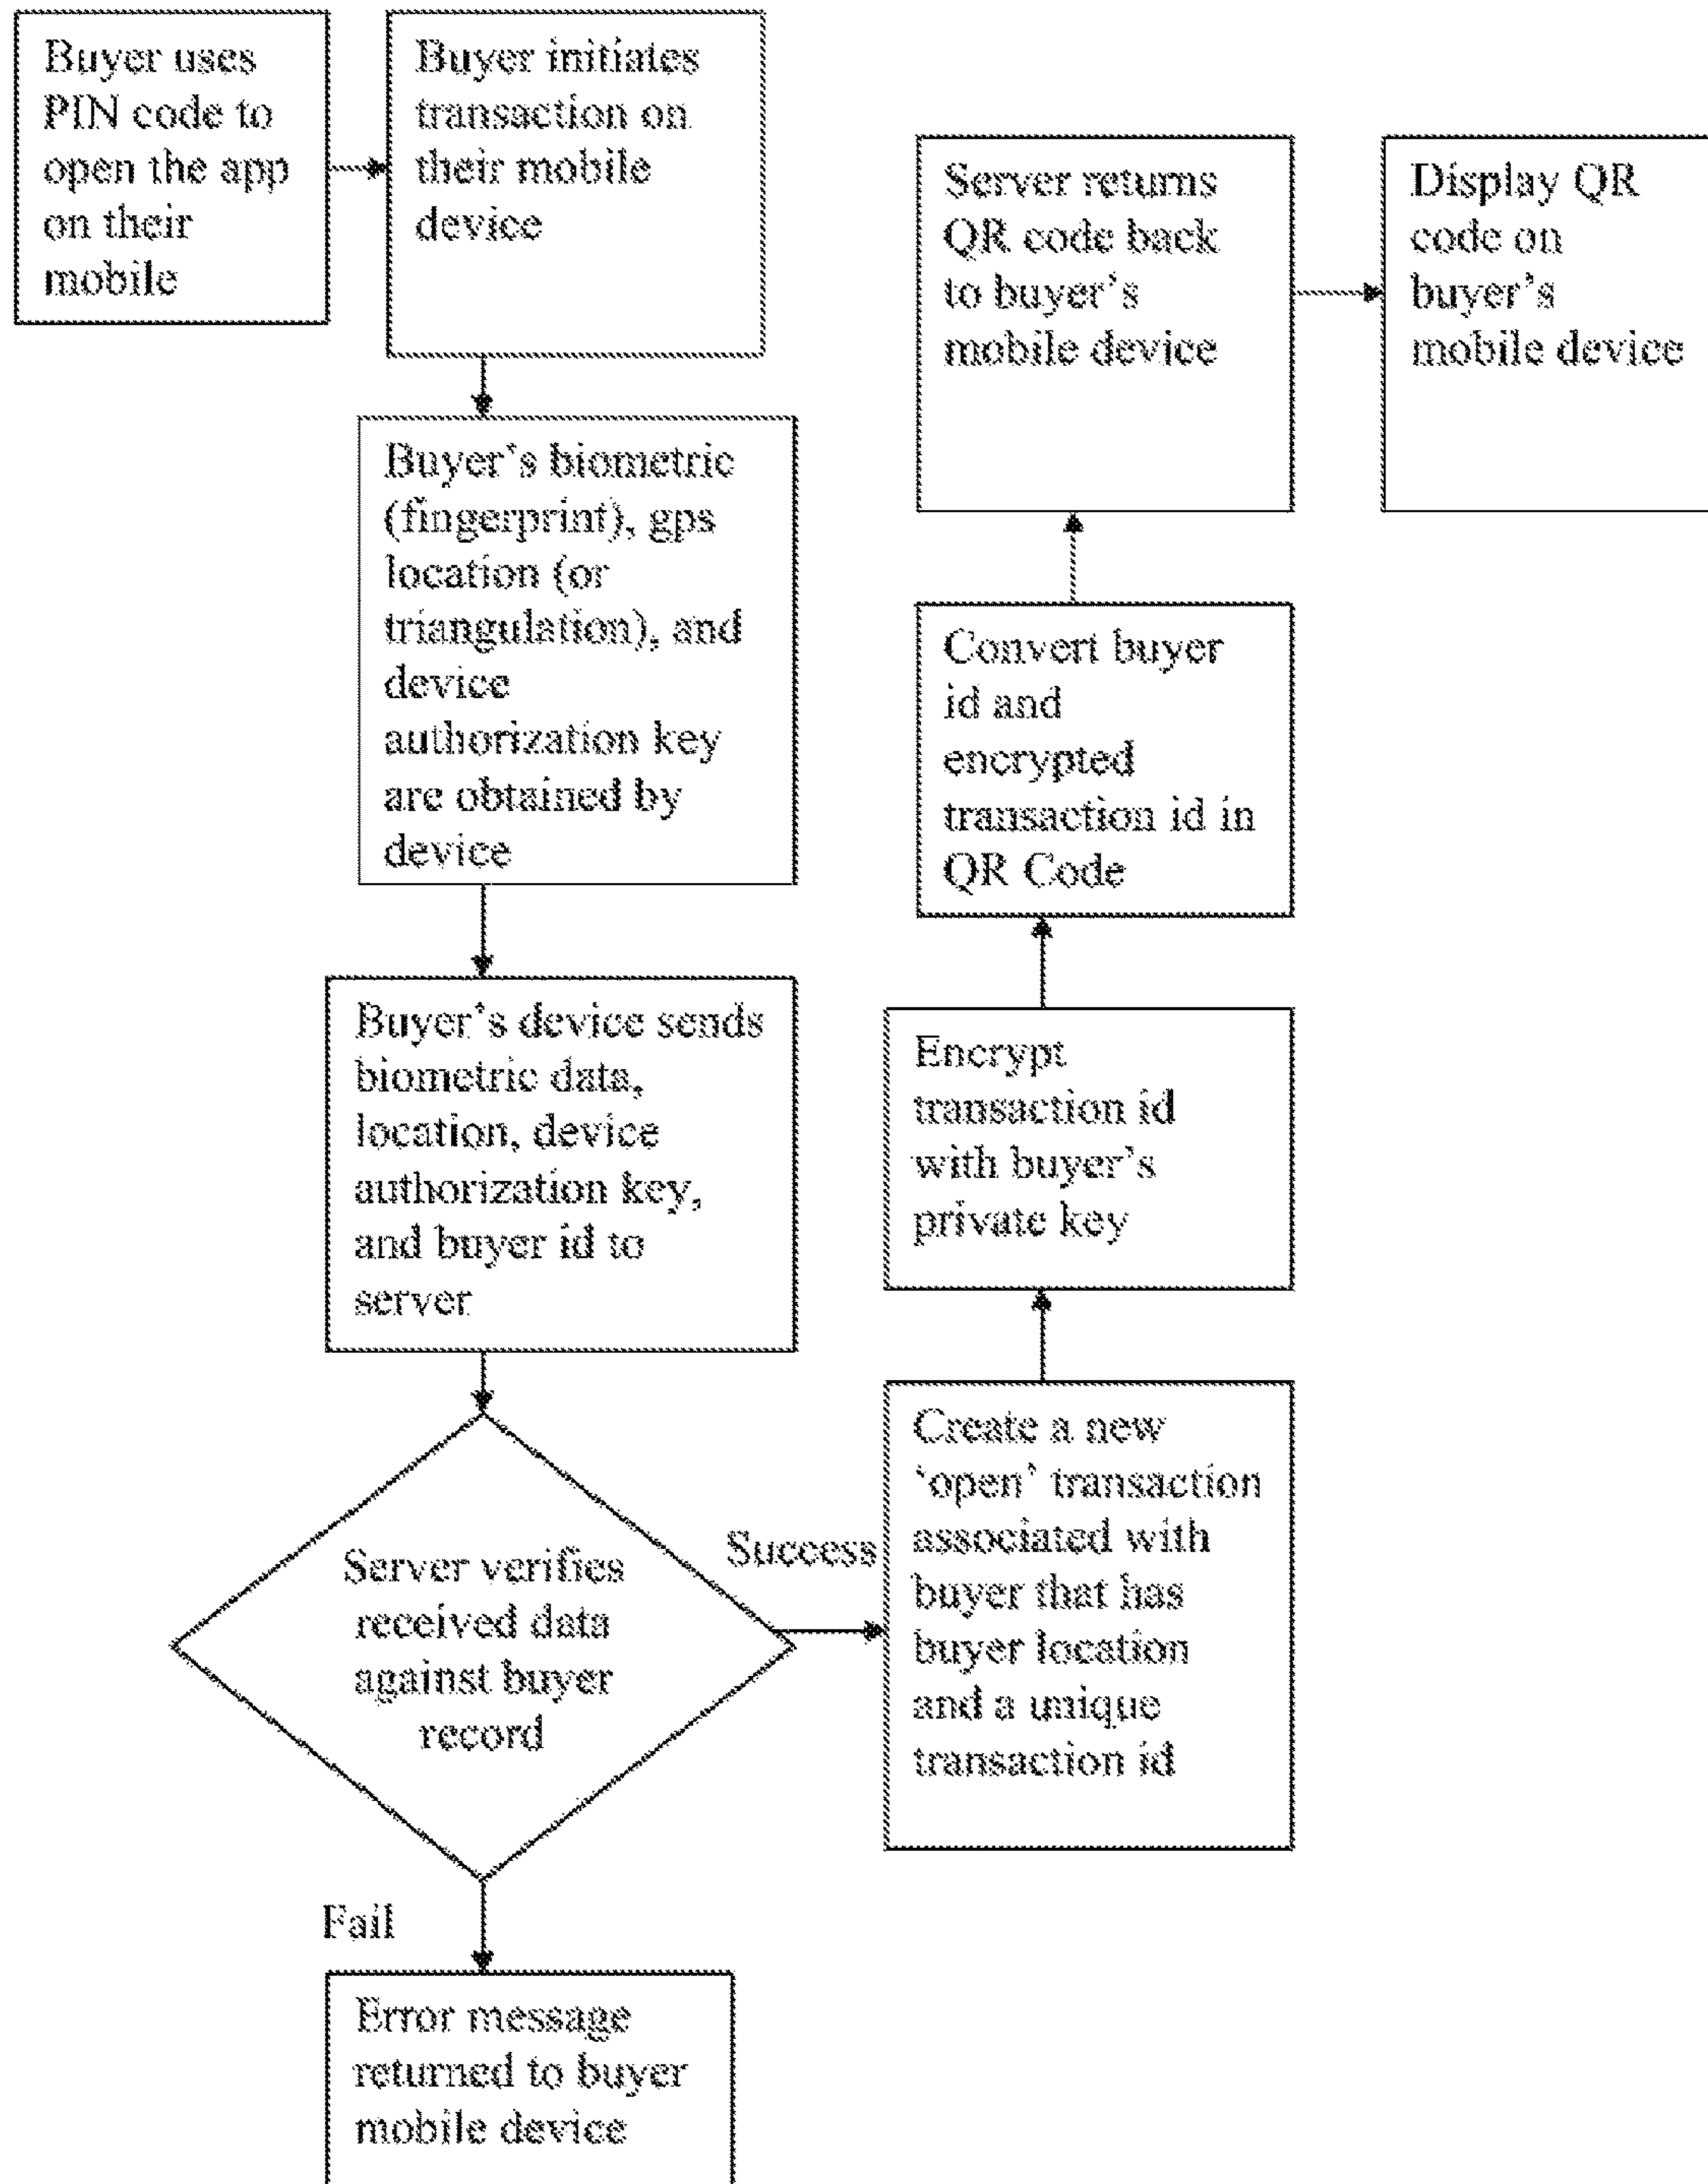 Buyer uses
PIN code to
open the app
on their
mobile
Buyer initiates
transaction on
their mobile
device
Buyer's biometric
(fingerprint), gps
location (or
triangulation), and
device
authorization key
are obtained by
device
Buyer's device sends
biometric data,
location, device
authorization key,
and buyer id to
server
Server verifies
received data
against buyer
record
Fail
Error message
returned to buyer
mobile device
Success
Create a new
‘open’ transaction
associated with
buyer that has
buyer location
and a unique
transaction id
Encrypt
transaction id
with buyer's
private key
Convert buyer
id and
encrypted
transaction id in
QR Code
Server returns
QR code back
to buyer's
mobile device
Display QR
code on
buyer's
mobile device